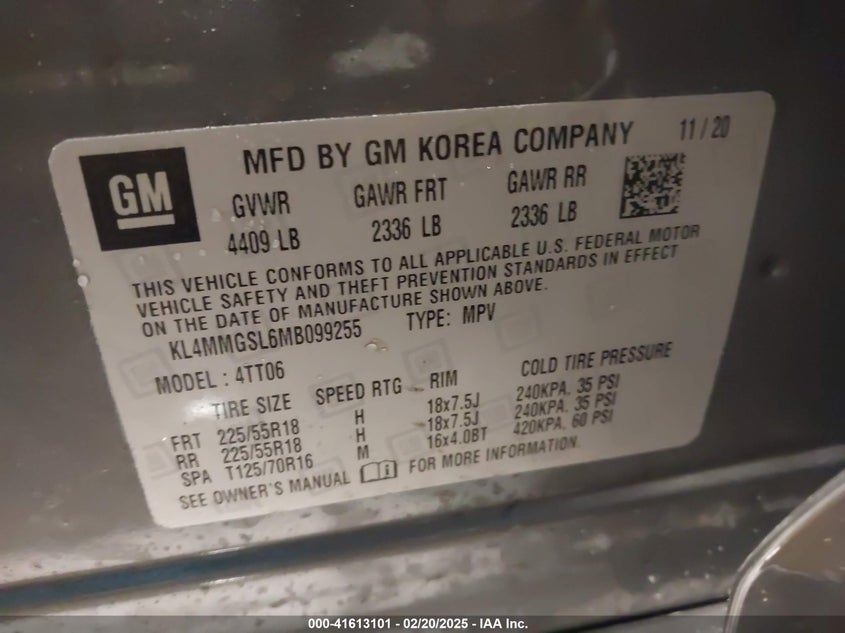 GM
MFD BY GM KOREA COMPANY 11 / 20
GVWR GAWR FRT GAWR RR
4409 LB 2336 LB 2336 LB
THIS VEHICLE CONFORMS TO ALL APPLICABLE U.S. FEDERAL MOTOR
VEHICLE SAFETY AND THEFT PREVENTION STANDARDS IN EFFECT
ON THE DATE OF MANUFACTURE SHOWN ABOVE.
KL4MMGSL6MB099255 TYPE: MPV
MODEL : 4TT06
TIRE SIZE SPEED RTG RIM COLD TIRE PRESSURE
FRT 225/55R18 H 18x7.5J 240KPA. 35 PSI
RR 225/55R18 H 18x7.5J 240KPA. 35 PSI
SPA T125/70R16 M 16x4.0BT 420KPA. 60 PSI
SEE OWNER'S MANUAL FOR MORE INFORMATION.
000-41613101 - 02/20/2025 - IAA Inc.